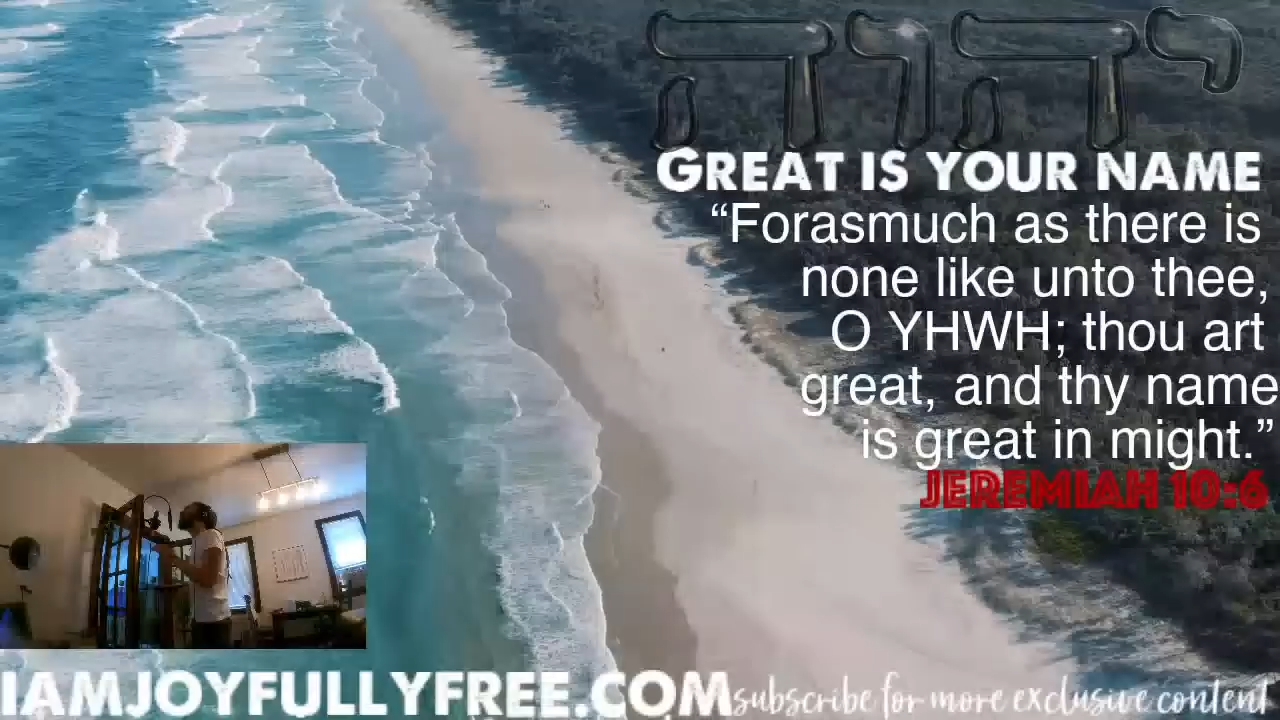 יהוה
GREAT IS YOUR NAME
“Forasmuch as there is
none like unto thee,
O YHWH; thou art
great, and thy name
is great in might.”
JEREMIAH 10:6
IAMJOYFULLYFREE.COM subscribe for more exclusive content